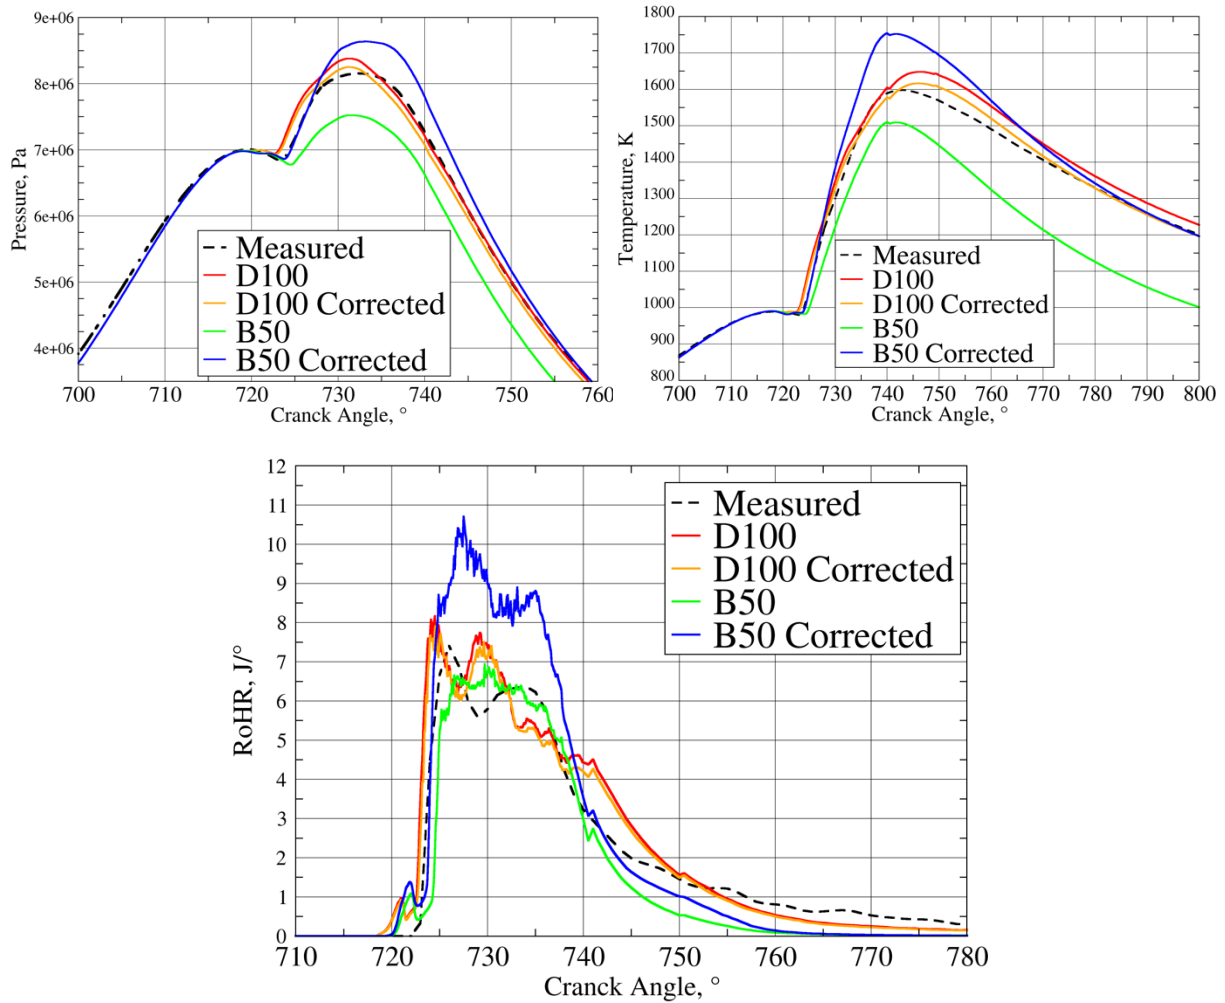 9e+06
8e+06
7e+06
6e+06
5e+06
4e+06
Pressure, Pa
Measured
D100
D100 Corrected
B50
B50 Corrected
700 710 720 730 740 750 760
Cranck Angle, °
1800
1700
1600
1500
1400
1300
1200
1100
1000
900
800
Temperature, K
Measured
D100
D100 Corrected
B50
B50 Corrected
700 710 720 730 740 750 760 770 780 790 800
Cranck Angle, °
12
11
10
9
8
7
6
5
4
3
2
1
0
RoHR, J/°
Measured
D100
D100 Corrected
B50
B50 Corrected
710 720 730 740 750 760 770 780
Cranck Angle, °